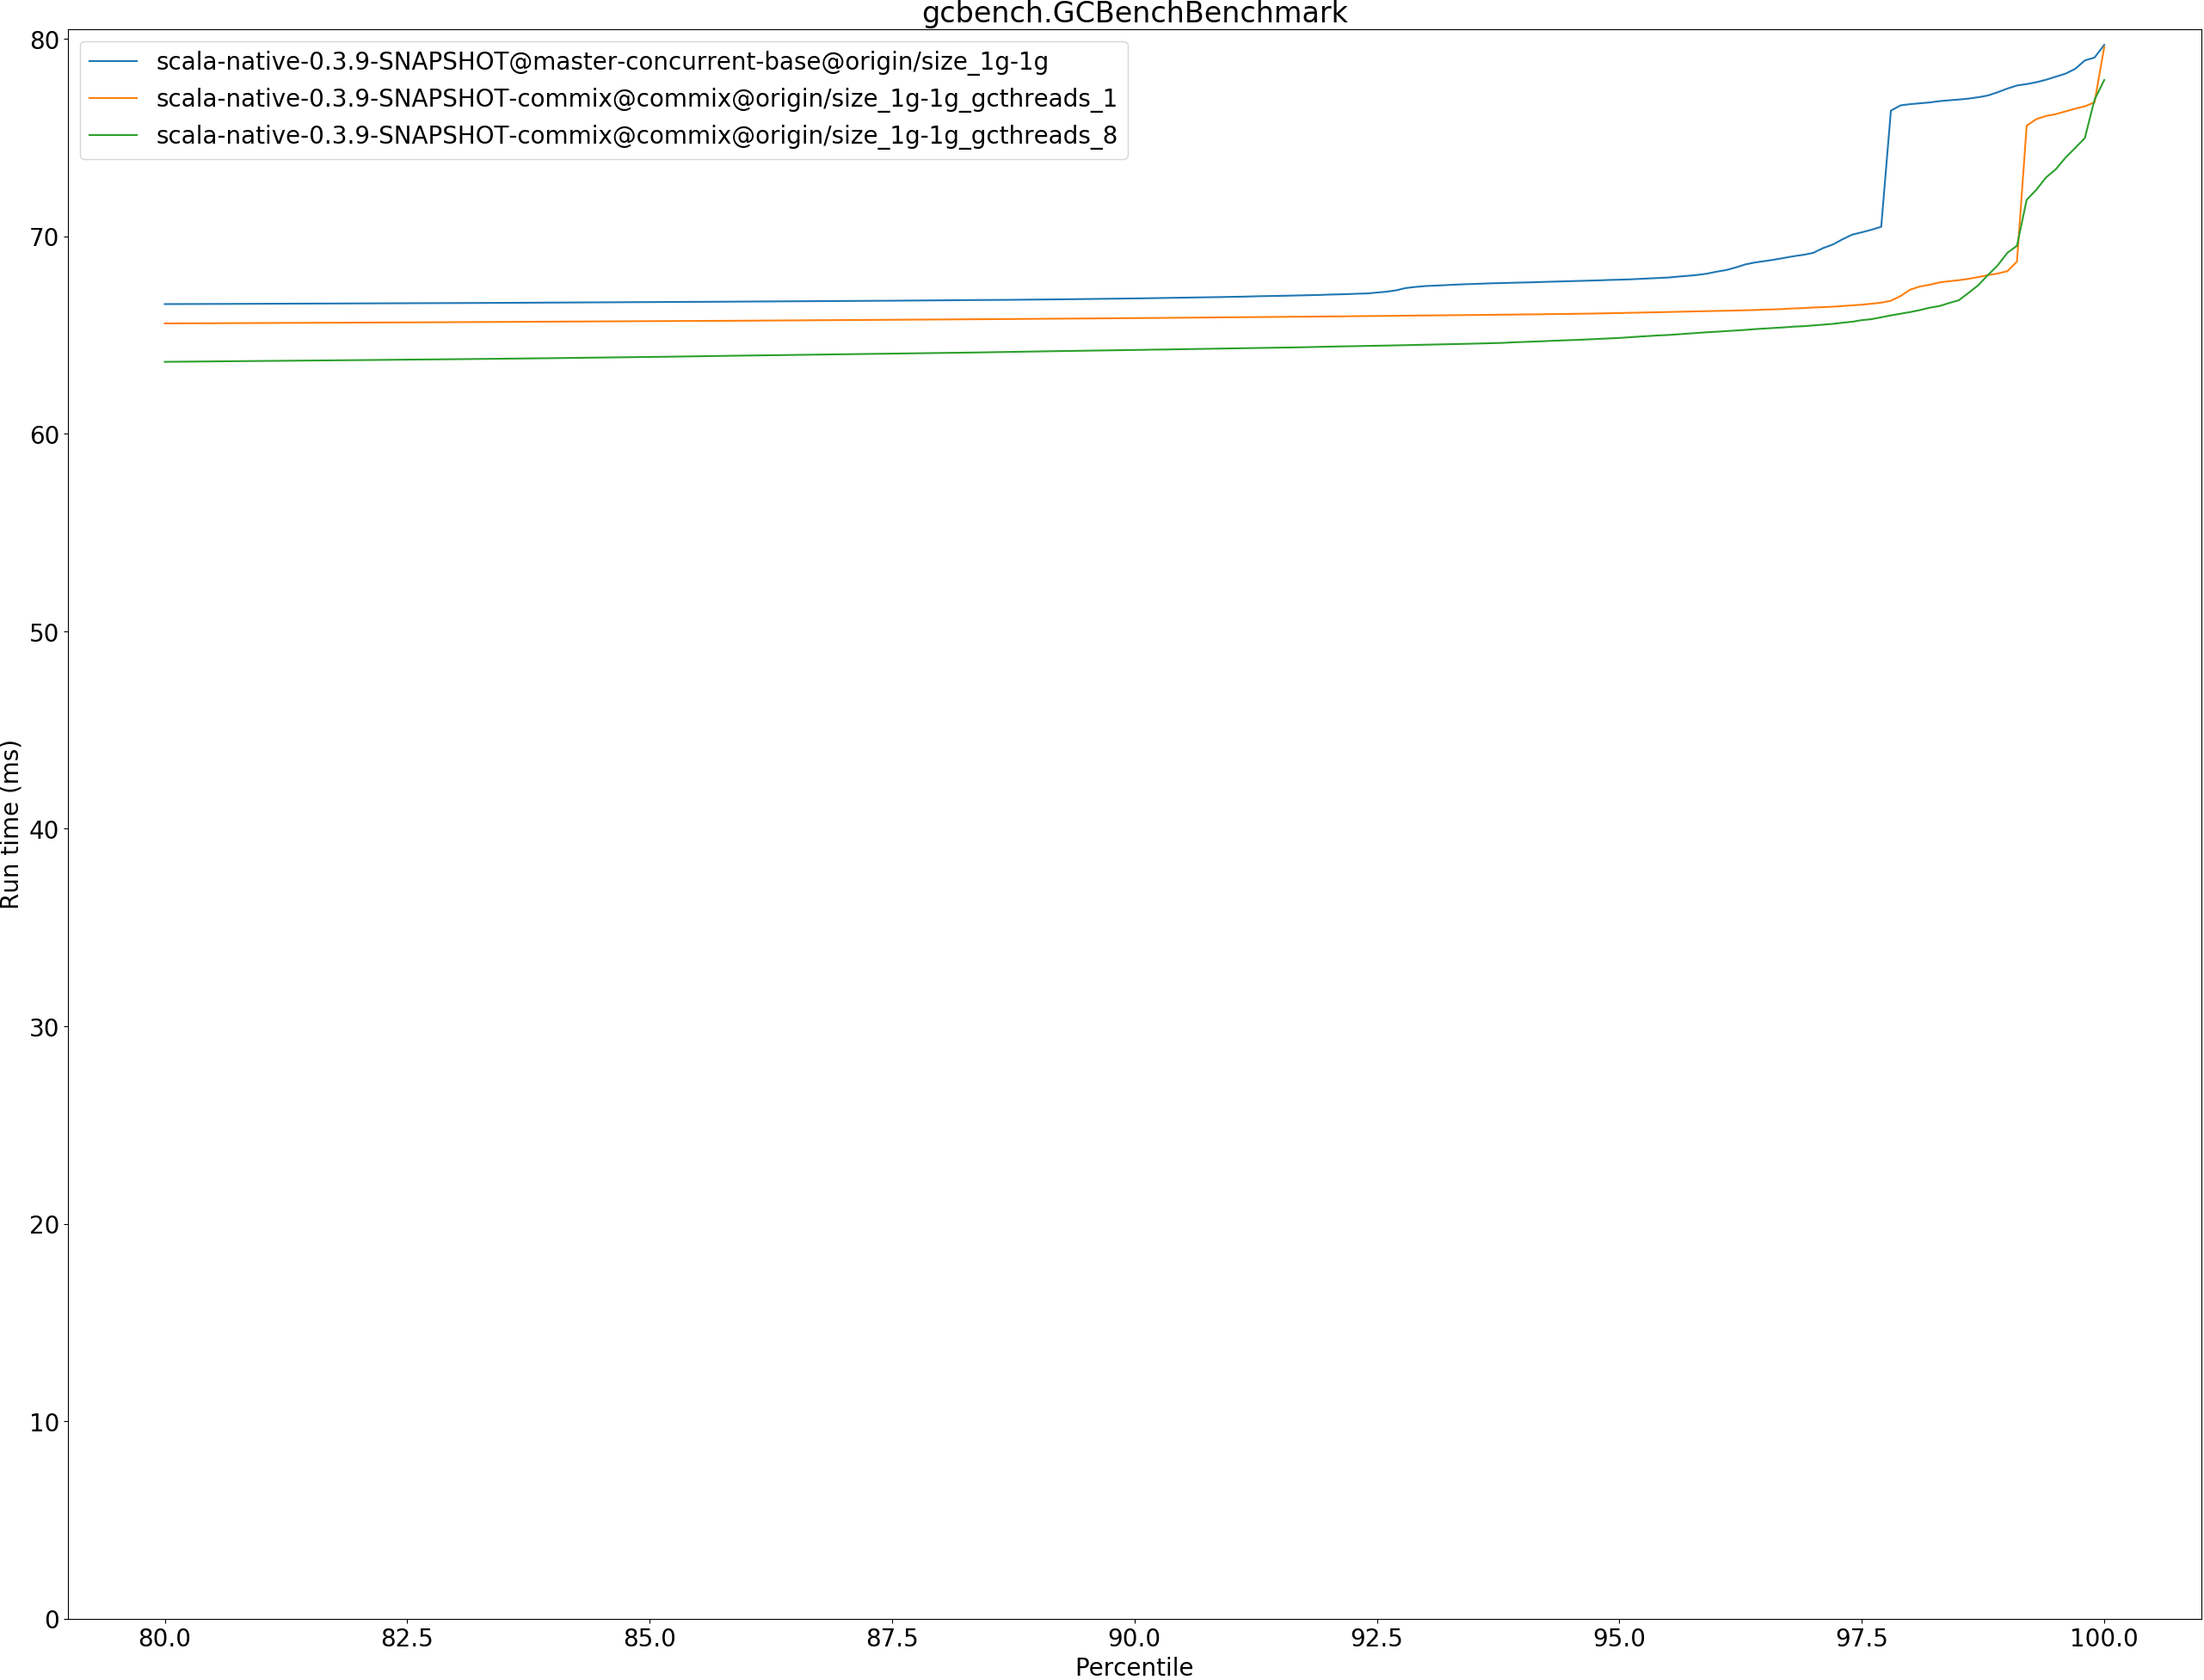 gcbench.GCBenchBenchmark
scala-native-0.3.9-SNAPSHOT@master-concurrent-base@origin/size_1g-1g
scala-native-0.3.9-SNAPSHOT-commix@commix@origin/size_1g-1g_gcthreads_1
scala-native-0.3.9-SNAPSHOT-commix@commix@origin/size_1g-1g_gcthreads_8
80
70
60
50
40
30
20
10
0
Run time (ms)
80.0 82.5 85.0 87.5 90.0 92.5 95.0 97.5 100.0
Percentile